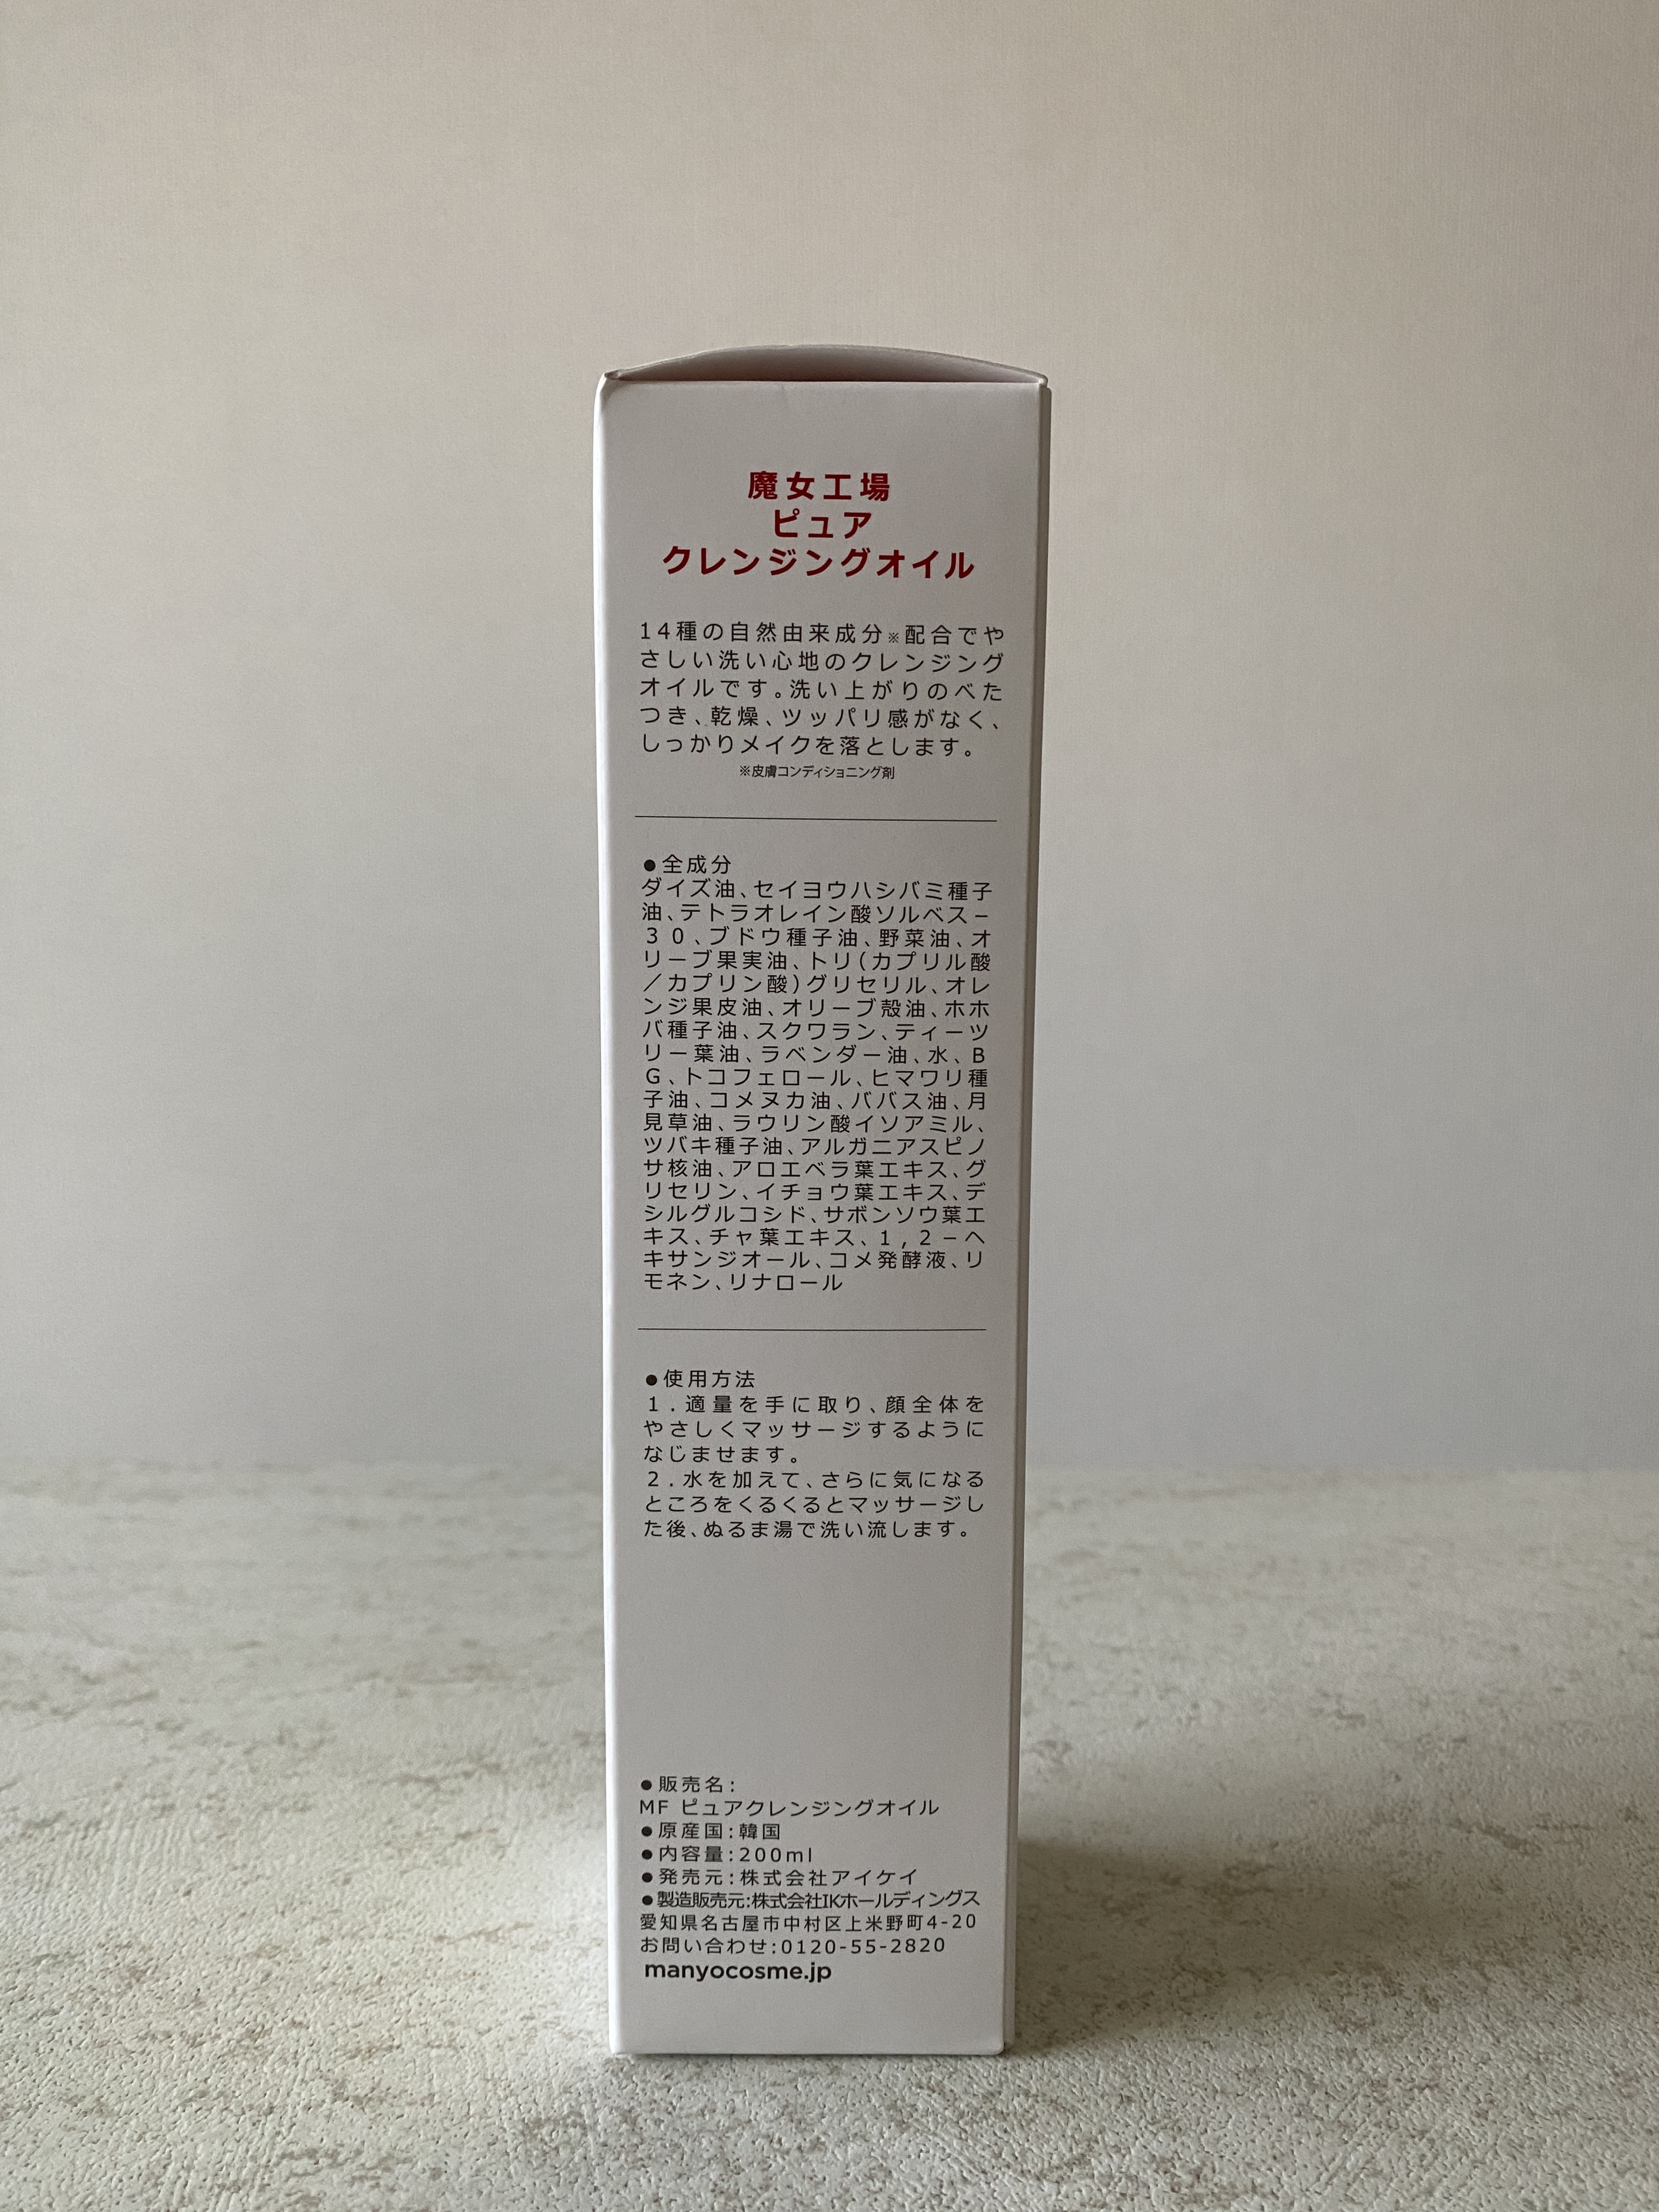 魔女工場
ピュア
クレンジングオイル
14種の自然由来成分※配合でや
さしい洗い心地のクレンジング
オイルです。洗い上がりのべた
つき、乾燥、ツッパリ感がなく、
しっかりメイクを落とします。
※皮膚コンディショニング剤
●全成分
ダイズ油、セイヨウハシバミ種子
油、テトラオレイン酸ソルベス－
３０、ブドウ種子油、野菜油、オ
リーブ果実油、トリ(カプリル酸
／カプリン酸)グリセリル、オレ
ンジ果皮油、オリーブ殻油、ホホ
バ種子油、スクワラン、ティーツ
リー葉油、ラベンダー油、水、B
G、トコフェロール、ヒマワリ種
子油、コメヌカ油、ババス油、月
見草油、ラウリン酸イソアミル、
ツバキ種子油、アルガニアスピノ
サ核油、アロエベラ葉エキス、グ
リセリン、イチョウ葉エキス、デ
シルグルコシド、サボンソウ葉エ
キス、チャ葉エキス、1，2－ヘ
キサンジオール、コメ発酵液、リ
モネン、リナロール
●使用方法
1．適量を手に取り、顔全体を
やさしくマッサージするように
なじませます。
2．水を加えて、さらに気になる
ところをくるくるとマッサージし
た後、ぬるま湯で洗い流します。
●販売名:
MF ピュアクレンジングオイル
●原産国:韓国
●内容量:200ml
●発売元:株式会社アイケイ
●製造販売元:株式会社IKホールディングス
愛知県名古屋市中村区上米野町4-20
お問い合わせ:0120-55-2820
manyocosme.jp